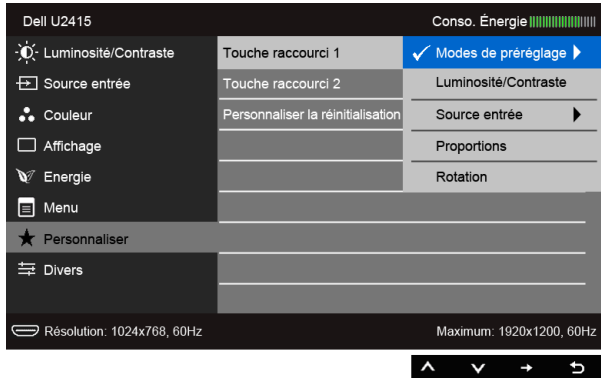 Dell U2415 Conso. Énergie
Luminosité/Contraste Touche raccourci 1 Modes de préréglage
Source entrée Touche raccourci 2 Luminosité/Contraste
Couleur Personnaliser la réinitialisation Source entrée
Affichage Proportions
Energie Rotation
Menu
Personnaliser
Divers
Résolution: 1024x768, 60Hz Maximum: 1920x1200, 60Hz